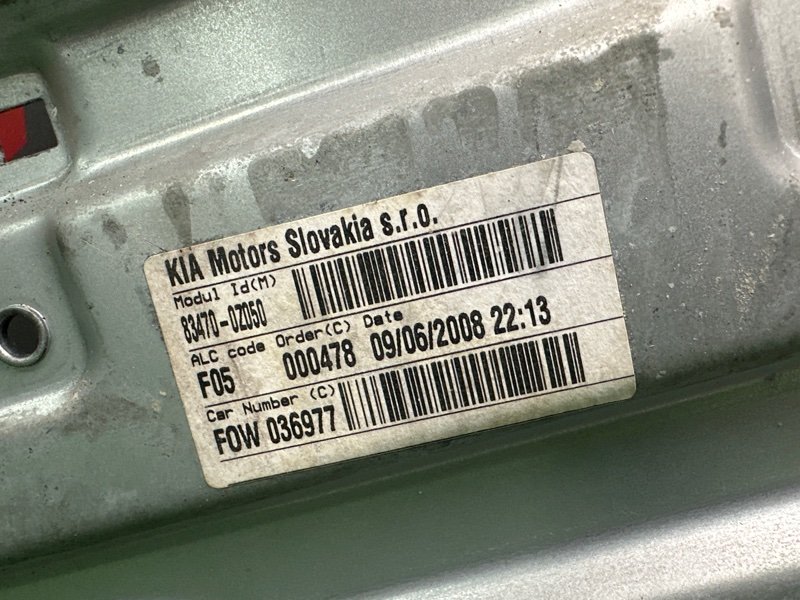 KIA Motors Slovakia s.r.o.
Modul Id(M)
83470-0Z050
ALC code Order(C) Date
F05 000478 09/06/2008 22:13
Car Number (C)
FOW 036977